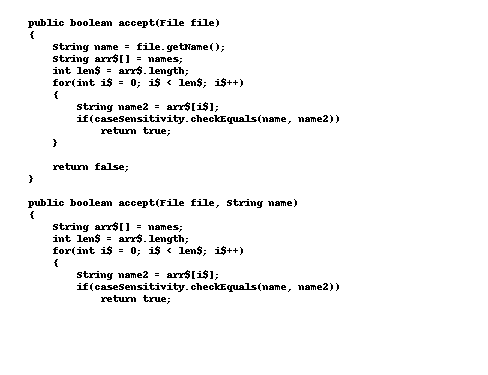 public boolean accept(File file)
{
    String name = file.getName();
    String arr$[] = names;
    int len$ = arr$.length;
    for(int i$ = 0; i$ < len$; i$++)
    {
        String name2 = arr$[i$];
        if(caseSensitivity.checkEquals(name, name2))
            return true;
    }

    return false;
}

public boolean accept(File file, String name)
{
    String arr$[] = names;
    int len$ = arr$.length;
    for(int i$ = 0; i$ < len$; i$++)
    {
        String name2 = arr$[i$];
        if(caseSensitivity.checkEquals(name, name2))
            return true;